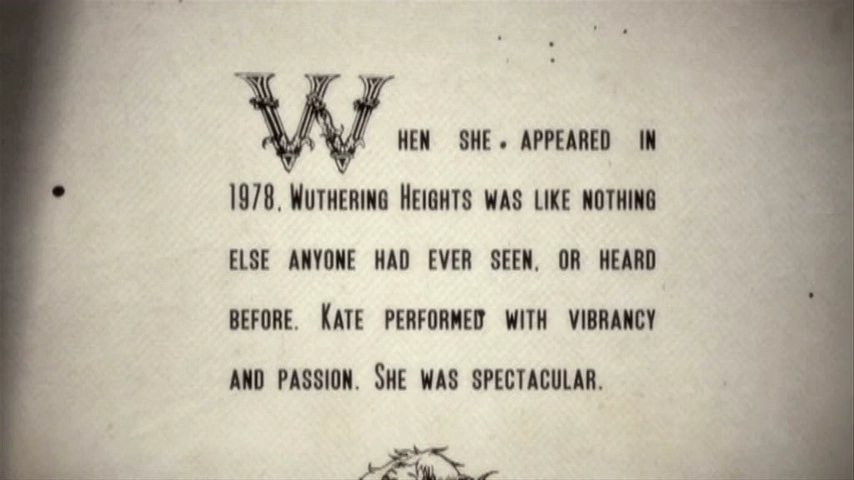 WHEN SHE APPEARED IN
1978, WUTHERING HEIGHTS WAS LIKE NOTHING
ELSE ANYONE HAD EVER SEEN, OR HEARD
BEFORE. KATE PERFORMED WITH VIBRANCY
AND PASSION. SHE WAS SPECTACULAR.